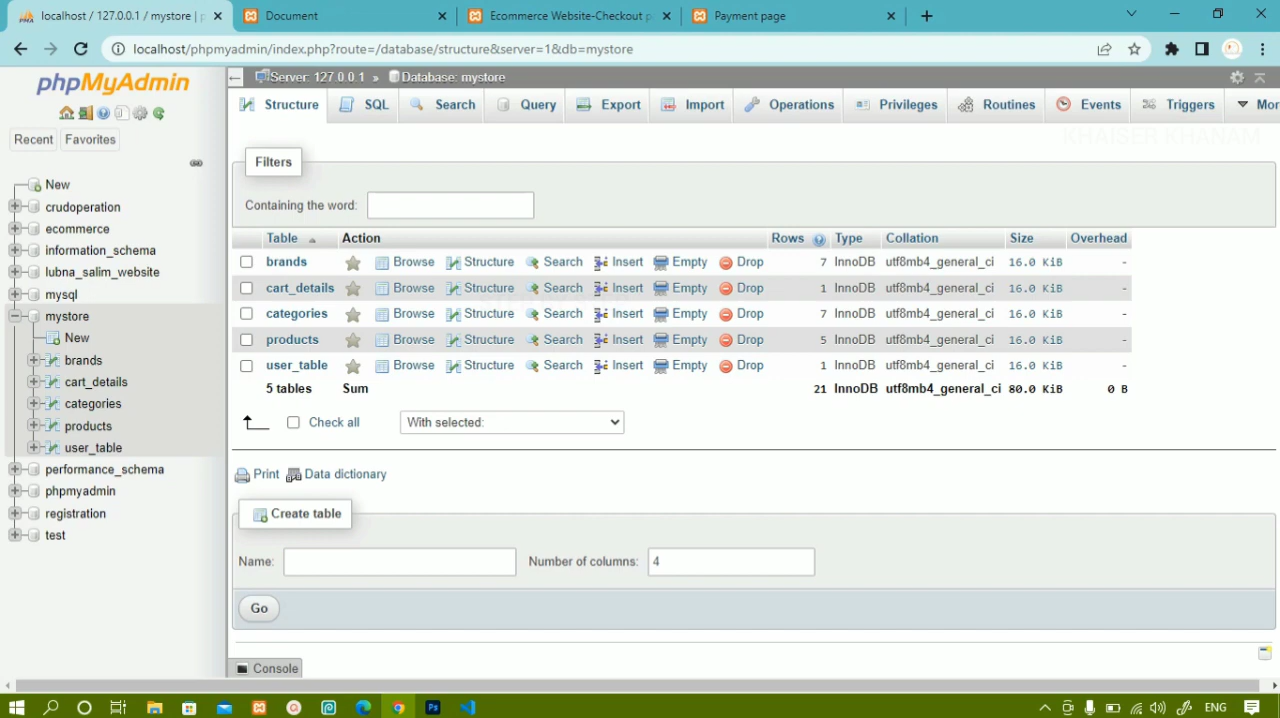 localhost / 127.0.0.1 / mystore | p
Document
Ecommerce Website-Checkout p
Payment page
localhost/phpmyadmin/index.php?route=/database/structure&server=1&db=mystore
phpMyAdmin
Recent
Favorites
New
crudoperation
ecommerce
information_schema
lubna_salim_website
mysql
mystore
New
brands
cart_details
categories
products
user_table
performance_schema
phpmyadmin
registration
test
Server: 127.0.0.1 » Database: mystore
Structure SQL Search Query Export Import Operations Privileges Routines Events Triggers Mor
KHAISER KHANAM
Filters
Containing the word:
Table Action Rows Type Collation Size Overhead
brands Browse Structure Search Insert Empty Drop 7 InnoDB utf8mb4_general_ci 16.0 KiB -
cart_details Browse Structure Search Insert Empty Drop 1 InnoDB utf8mb4_general_ci 16.0 KiB -
categories Browse Structure Search Insert Empty Drop 7 InnoDB utf8mb4_general_ci 16.0 KiB -
products Browse Structure Search Insert Empty Drop 5 InnoDB utf8mb4_general_ci 16.0 KiB -
user_table Browse Structure Search Insert Empty Drop 1 InnoDB utf8mb4_general_ci 16.0 KiB -
5 tables Sum 21 InnoDB utf8mb4_general_ci 80.0 KiB 0 B
Check all With selected:
Print Data dictionary
Create table
Name: Number of columns: 4
Go
Console
ENG